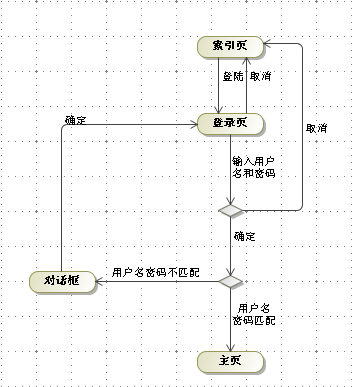 索引页
登陆 取消
确定
登录页
取消
输入用户
名和密码
确定
用户名密码不匹配
对话框
用户名
密码匹配
主页